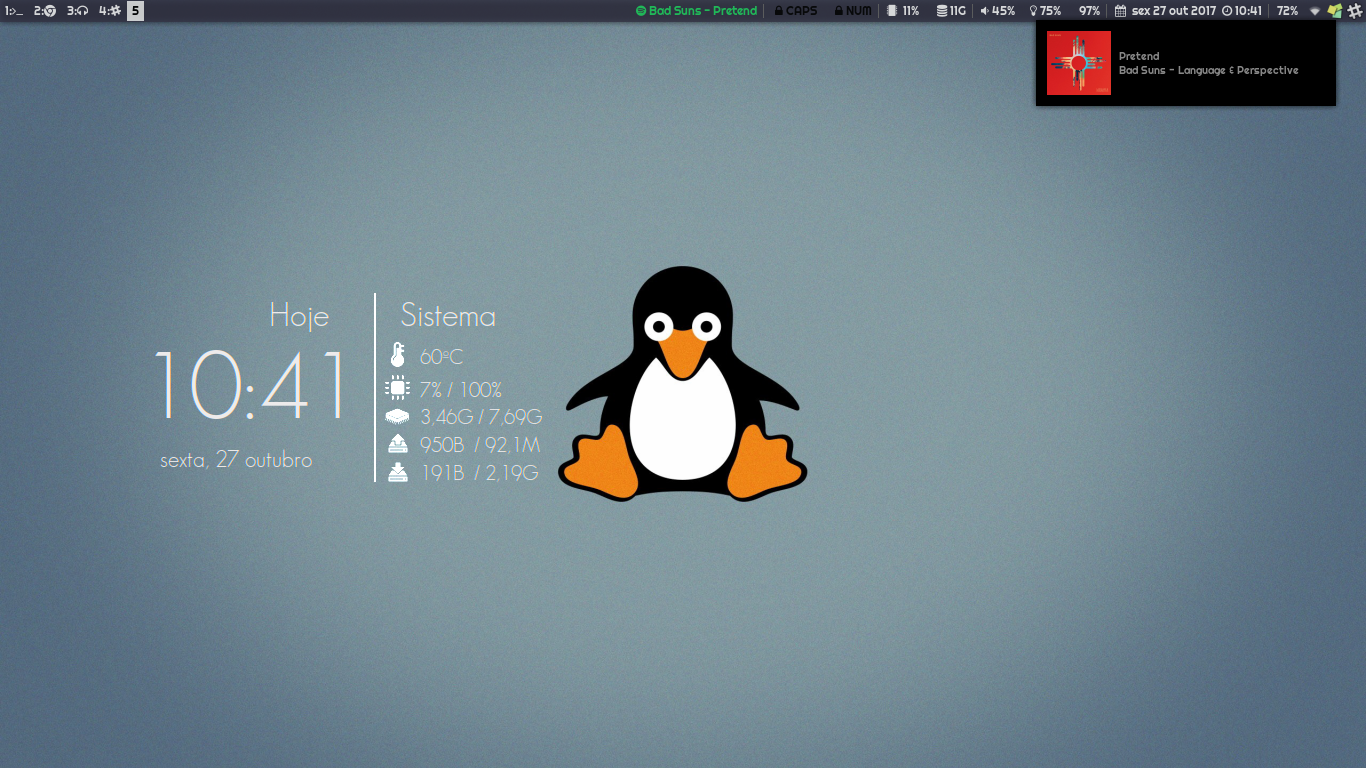 1:>_ 2: 3: 4: 5 Bad Suns - Pretend CAPS NUM 11% 11G 45% 75% 97% sex 27 out 2017 10:41 72%
Pretend
Bad Suns - Language & Perspective
Hoje
10:41
sexta, 27 outubro
Sistema
60ºC
7% / 100%
3,46G / 7,69G
950B / 92,1M
191B / 2,19G